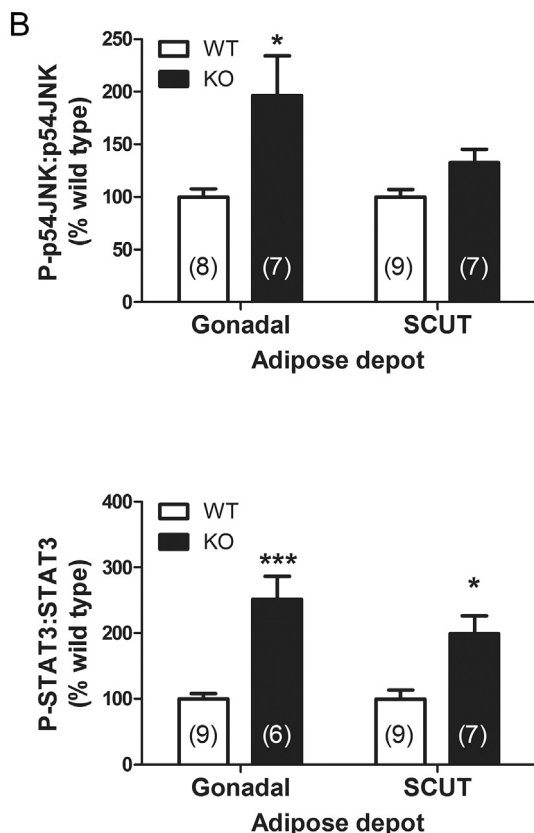 B
P-p54JNK:p54JNK
(% wild type)
250
200
150
100
50
0
WT
KO
*
(8)
(7)
(9)
(7)
Gonadal
SCUT
Adipose depot
P-STAT3:STAT3
(% wild type)
400
300
200
100
0
WT
KO
***
*
(9)
(6)
(9)
(7)
Gonadal
SCUT
Adipose depot